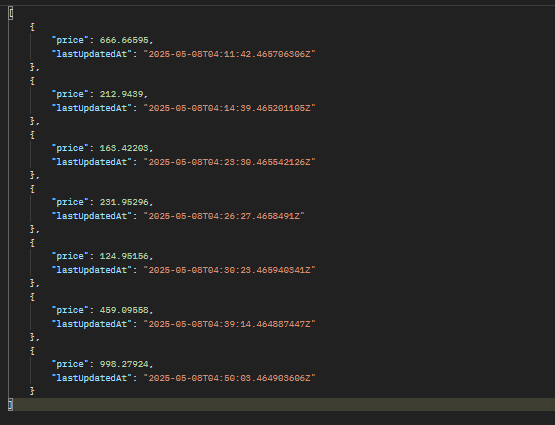 [
{
"price": 666.66595,
"lastUpdatedAt": "2025-05-08T04:11:42.465706306Z"
},
{
"price": 212.9439,
"lastUpdatedAt": "2025-05-08T04:14:39.465201105Z"
},
{
"price": 163.42203,
"lastUpdatedAt": "2025-05-08T04:23:30.465542126Z"
},
{
"price": 231.95296,
"lastUpdatedAt": "2025-05-08T04:26:27.4658491Z"
},
{
"price": 124.95156,
"lastUpdatedAt": "2025-05-08T04:30:23.465940341Z"
},
{
"price": 459.09558,
"lastUpdatedAt": "2025-05-08T04:39:14.464887447Z"
},
{
"price": 998.27924,
"lastUpdatedAt": "2025-05-08T04:50:03.464903606Z"
}
]